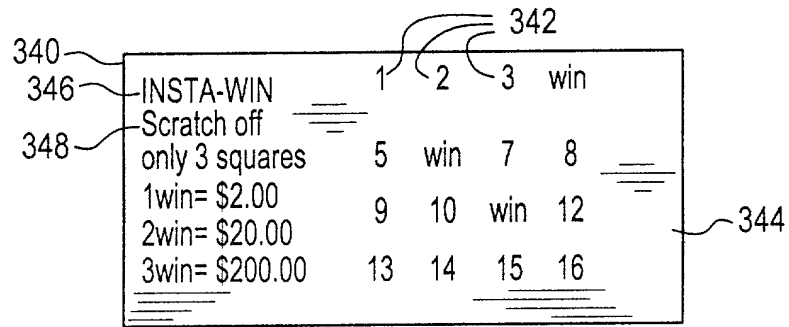 342
340
346
348
344
INSTA-WIN
Scratch off
only 3 squares
1win= $2.00
2win= $20.00
3win= $200.00
1 2 3 win
5 win 7 8
9 10 win 12
13 14 15 16